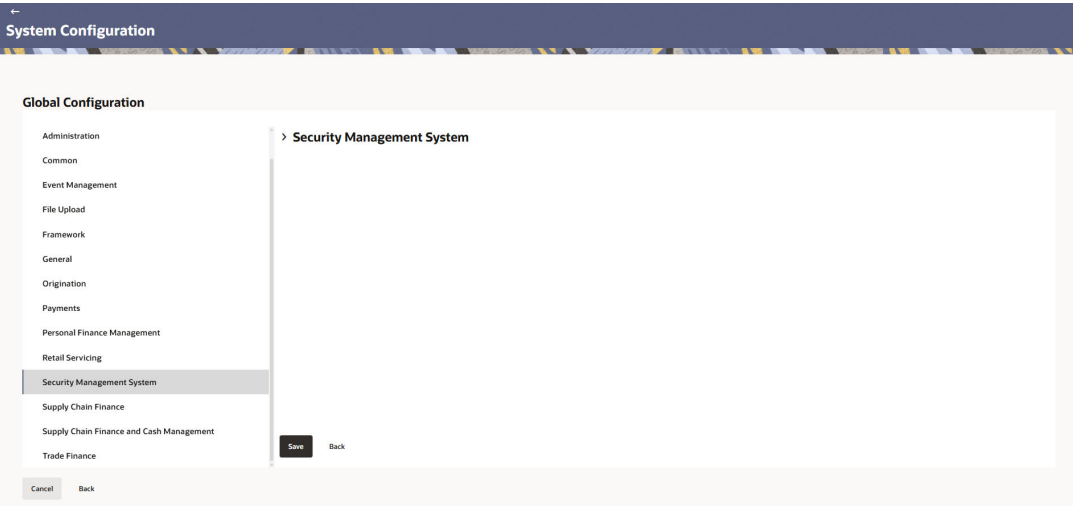 ←
System Configuration
Global Configuration
Administration
Common
Event Management
File Upload
Framework
General
Origination
Payments
Personal Finance Management
Retail Servicing
Security Management System
Supply Chain Finance
Supply Chain Finance and Cash Management
Trade Finance
> Security Management System
Save Back
Cancel Back